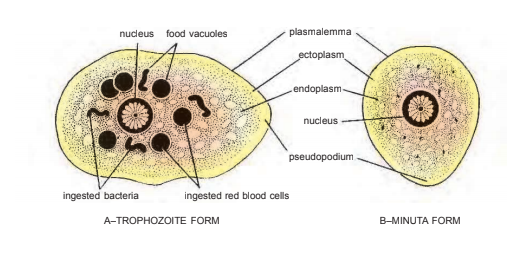 nucleus
food vacuoles
plasmalemma
ectoplasm
endoplasm
nucleus
pseudopodium
ingested bacteria
ingested red blood cells
A–TROPHOZOITE FORM
B–MINUTA FORM